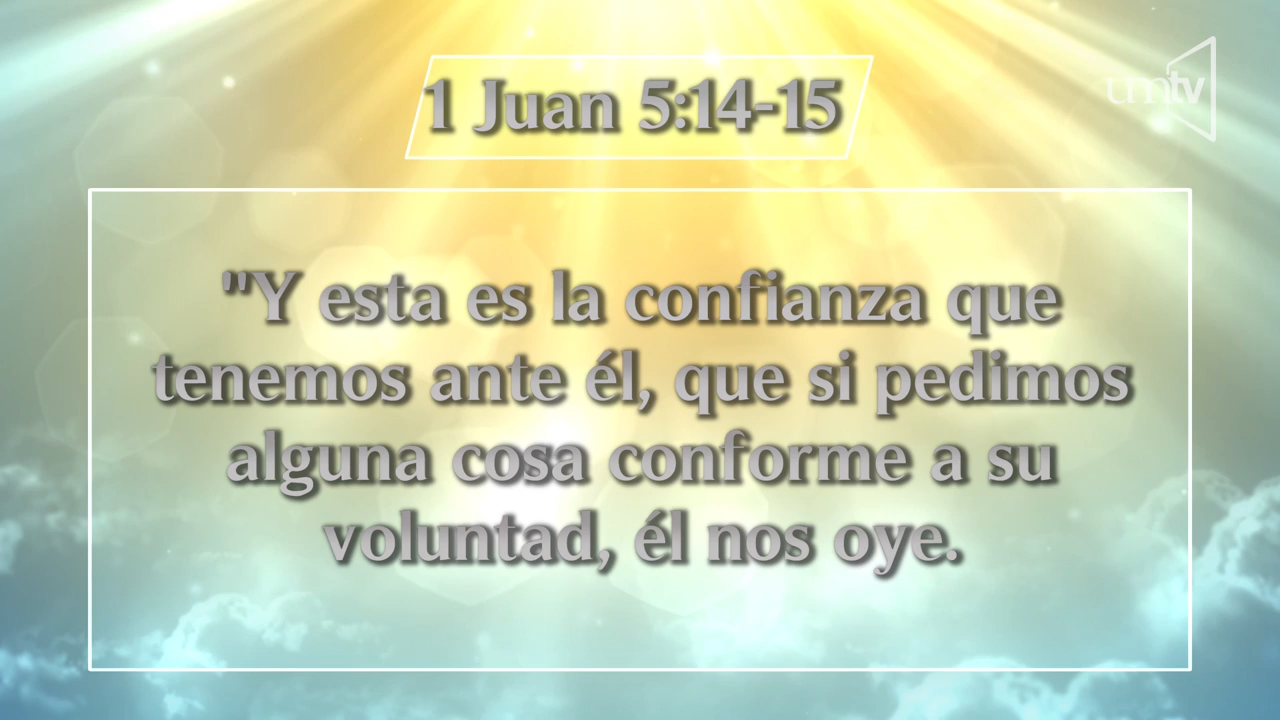 1 Juan 5:14-15
umtv
"Y esta es la confianza que
tenemos ante él, que si pedimos
alguna cosa conforme a su
voluntad, él nos oye.